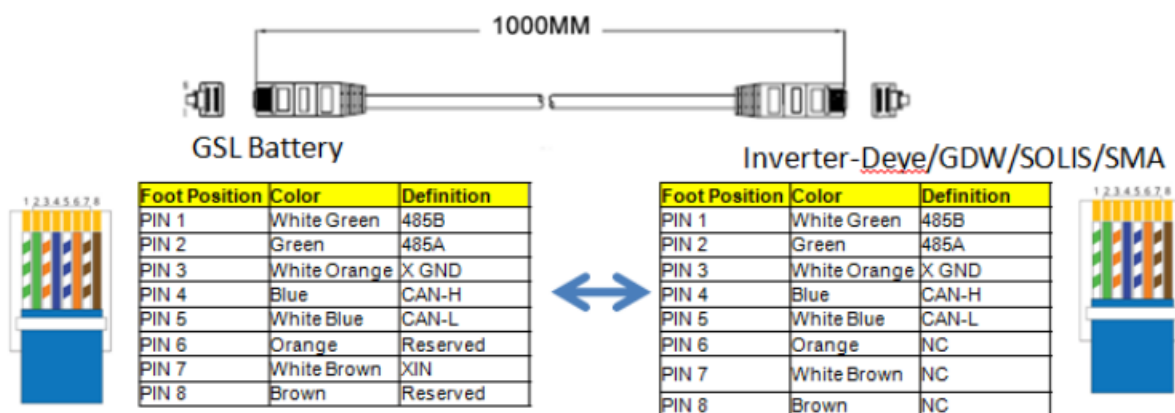 1000MM
GSL Battery
Inverter-Deye/GDW/SOLIS/SMA
1 2 3 4 5 6 7 8
Foot Position Color Definition
PIN 1 White Green 485B
PIN 2 Green 485A
PIN 3 White Orange X GND
PIN 4 Blue CAN-H
PIN 5 White Blue CAN-L
PIN 6 Orange Reserved
PIN 7 White Brown XIN
PIN 8 Brown Reserved
Foot Position Color Definition
PIN 1 White Green 485B
PIN 2 Green 485A
PIN 3 White Orange X GND
PIN 4 Blue CAN-H
PIN 5 White Blue CAN-L
PIN 6 Orange NC
PIN 7 White Brown NC
PIN 8 Brown NC
1 2 3 4 5 6 7 8